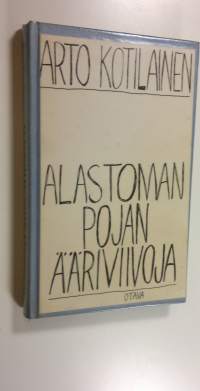 ARTO KOTILAINEN
ALASTOMAN
POJAN
ÄÄRIVIIVOJA
OTAVA